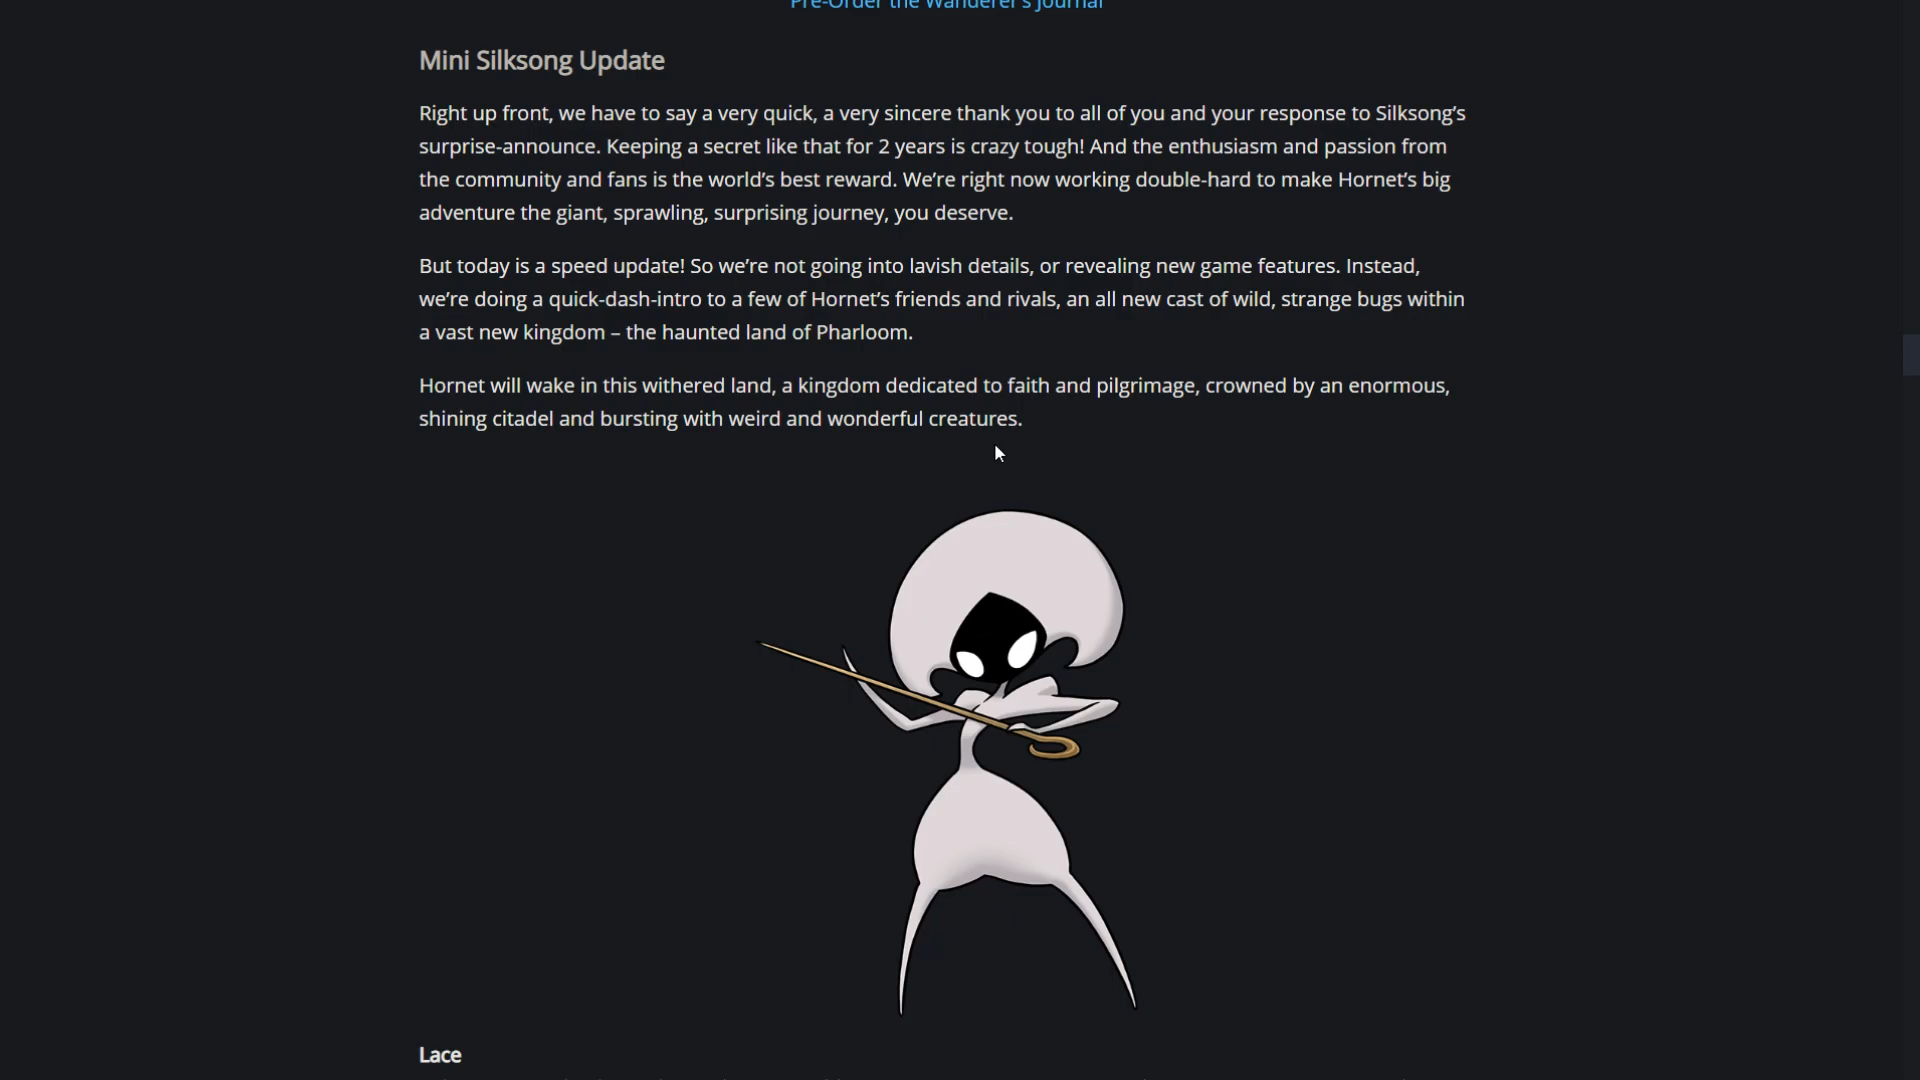 Pre-Order the Wanderer's Journal
Mini Silksong Update
Right up front, we have to say a very quick, a very sincere thank you to all of you and your response to Silksong’s
surprise-announce. Keeping a secret like that for 2 years is crazy tough! And the enthusiasm and passion from
the community and fans is the world’s best reward. We’re right now working double-hard to make Hornet’s big
adventure the giant, sprawling, surprising journey, you deserve.
But today is a speed update! So we’re not going into lavish details, or revealing new game features. Instead,
we’re doing a quick-dash-intro to a few of Hornet’s friends and rivals, an all new cast of wild, strange bugs within
a vast new kingdom – the haunted land of Pharloom.
Hornet will wake in this withered land, a kingdom dedicated to faith and pilgrimage, crowned by an enormous,
shining citadel and bursting with weird and wonderful creatures.
Lace